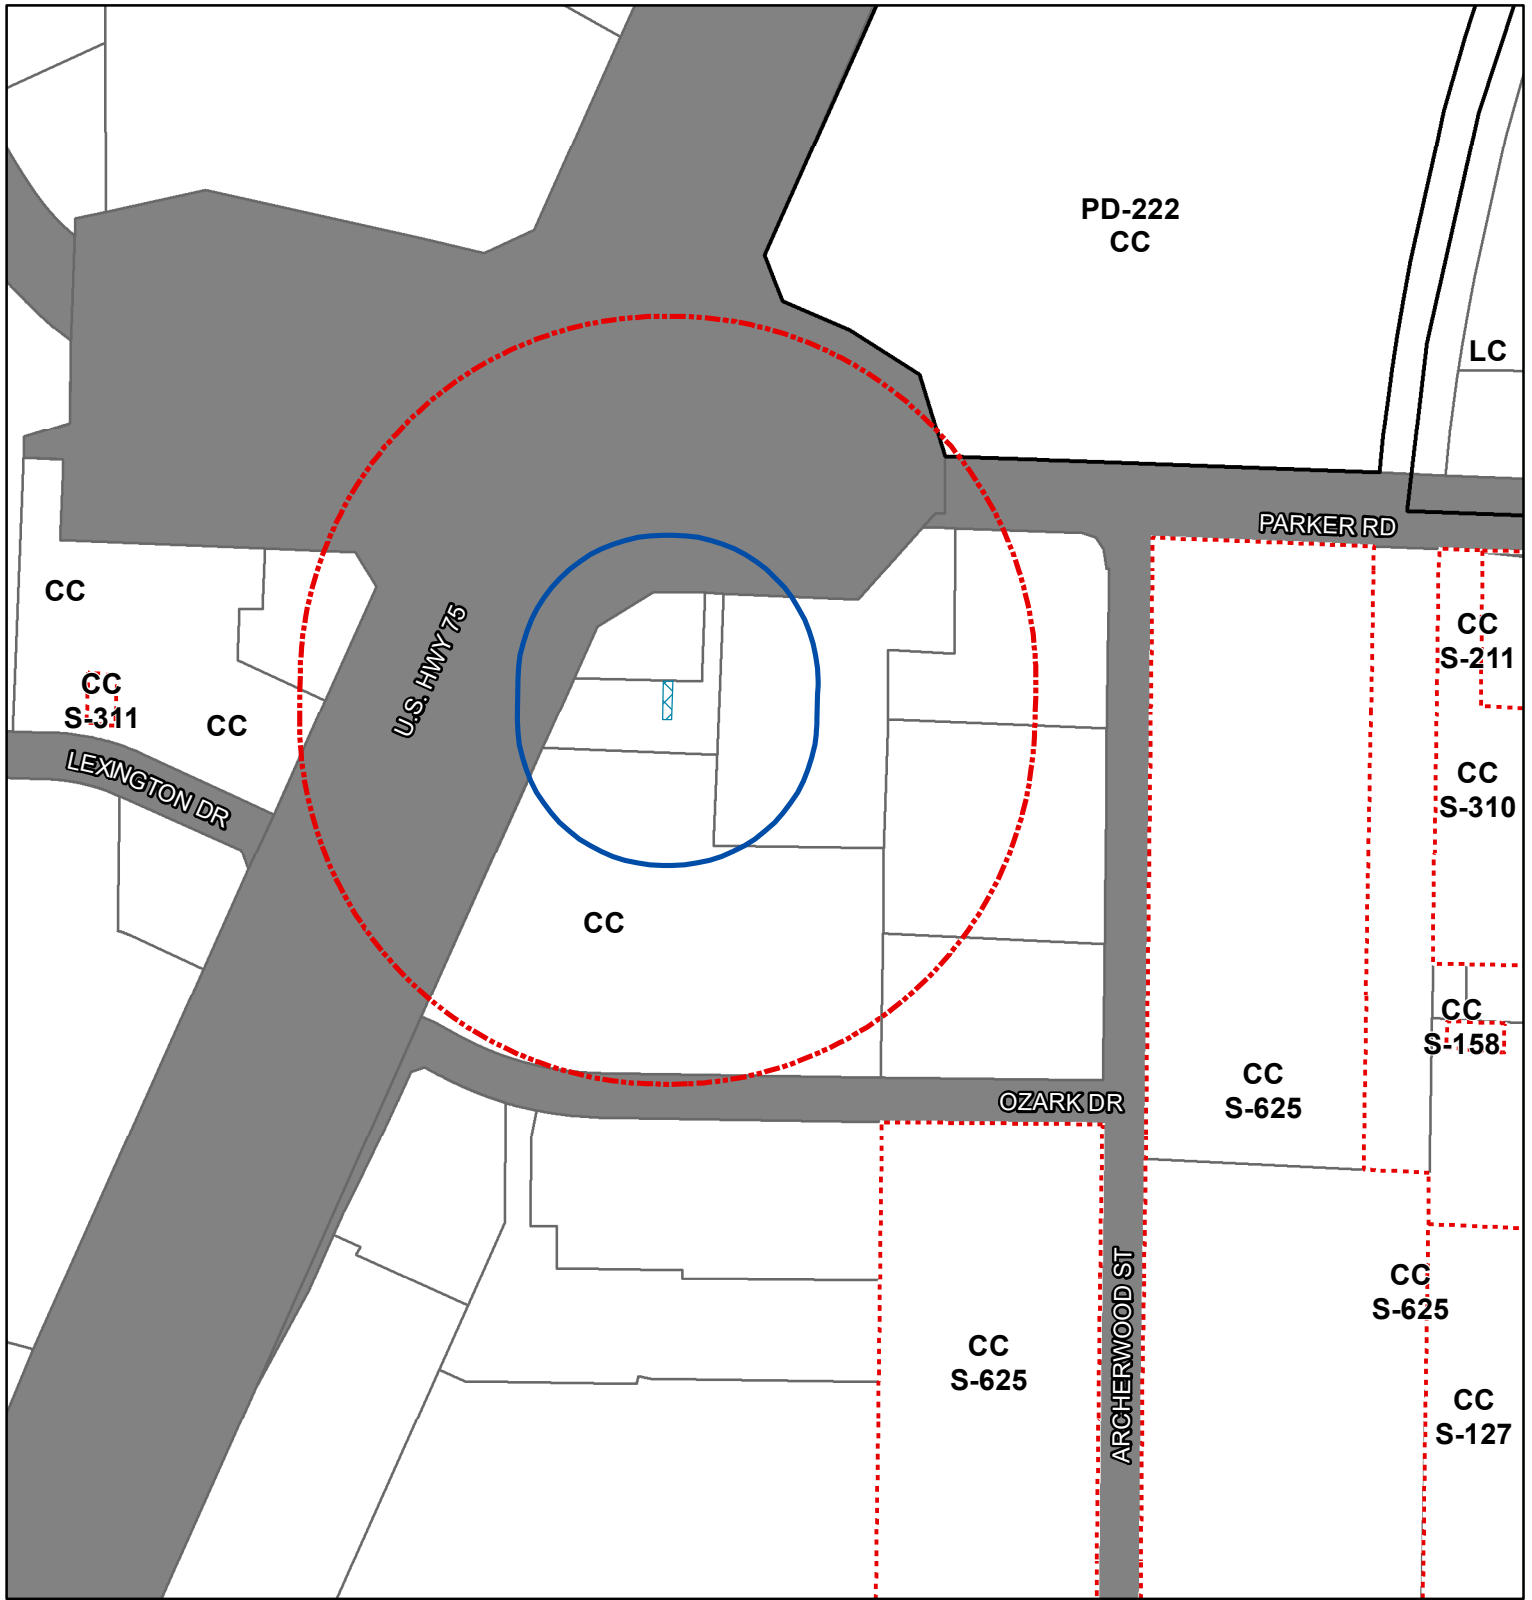 PD-222
CC
LC
PARKER RD
CC
U.S. HWY 75
CC
S-211
CC
S-311
CC
LEXINGTON DR
CC
S-310
CC
CC
S-158
CC
S-625
OZARK DR
CC
S-625
CC
S-625
ARCHERWOOD ST
CC
S-127